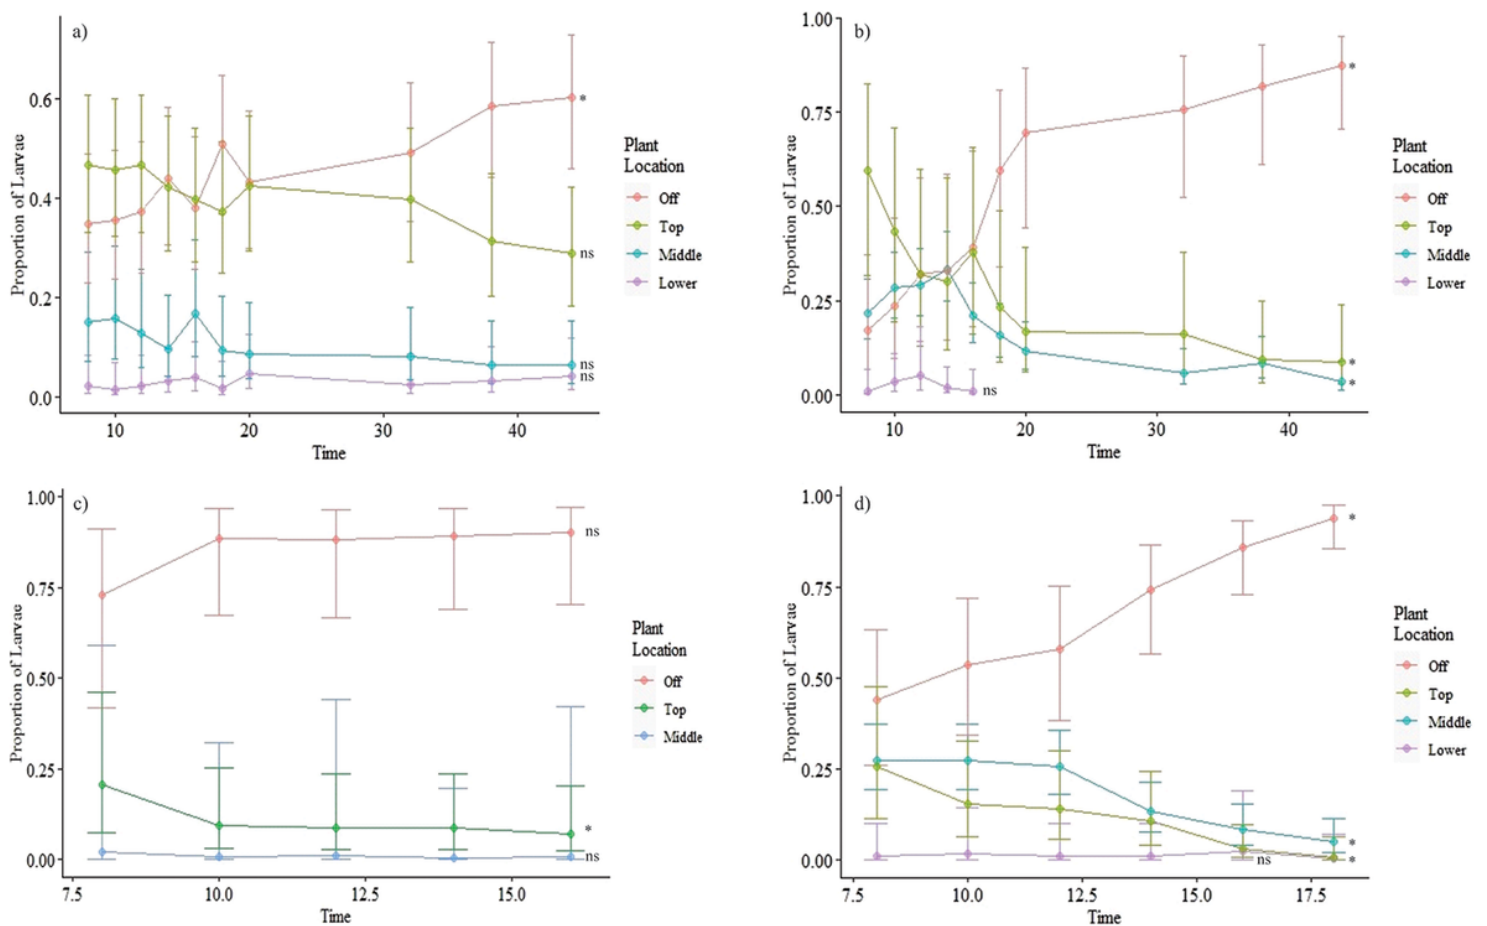 a)
Proportion of Larvae
0.6
0.4
0.2
0.0
*
ns
ns
ns
10
20
30
40
Time
Plant
Location
Off
Top
Middle
Lower
b)
Proportion of Larvae
1.00
0.75
0.50
0.25
0.00
*
*
*
ns
10
20
30
40
Time
Plant
Location
Off
Top
Middle
Lower
c)
Proportion of Larvae
1.00
0.75
0.50
0.25
0.00
ns
*
ns
7.5
10.0
12.5
15.0
Time
Plant
Location
Off
Top
Middle
d)
Proportion of Larvae
1.00
0.75
0.50
0.25
0.00
*
*
ns
*
7.5
10.0
12.5
15.0
17.5
Time
Plant
Location
Off
Top
Middle
Lower